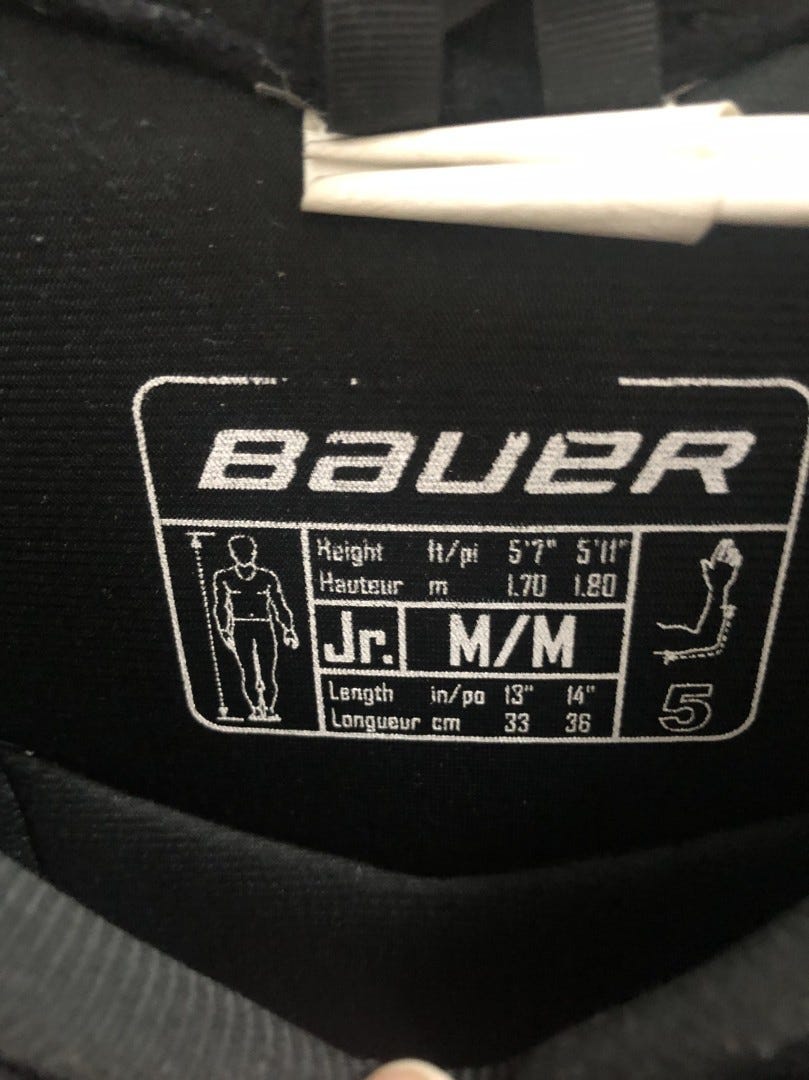 BAUER
Height ft/pi 5'7" 5'11"
Hauteur m 1.70 1.80
Jr. M/M
Length in/po 13" 14"
Longueur cm 33 36
5